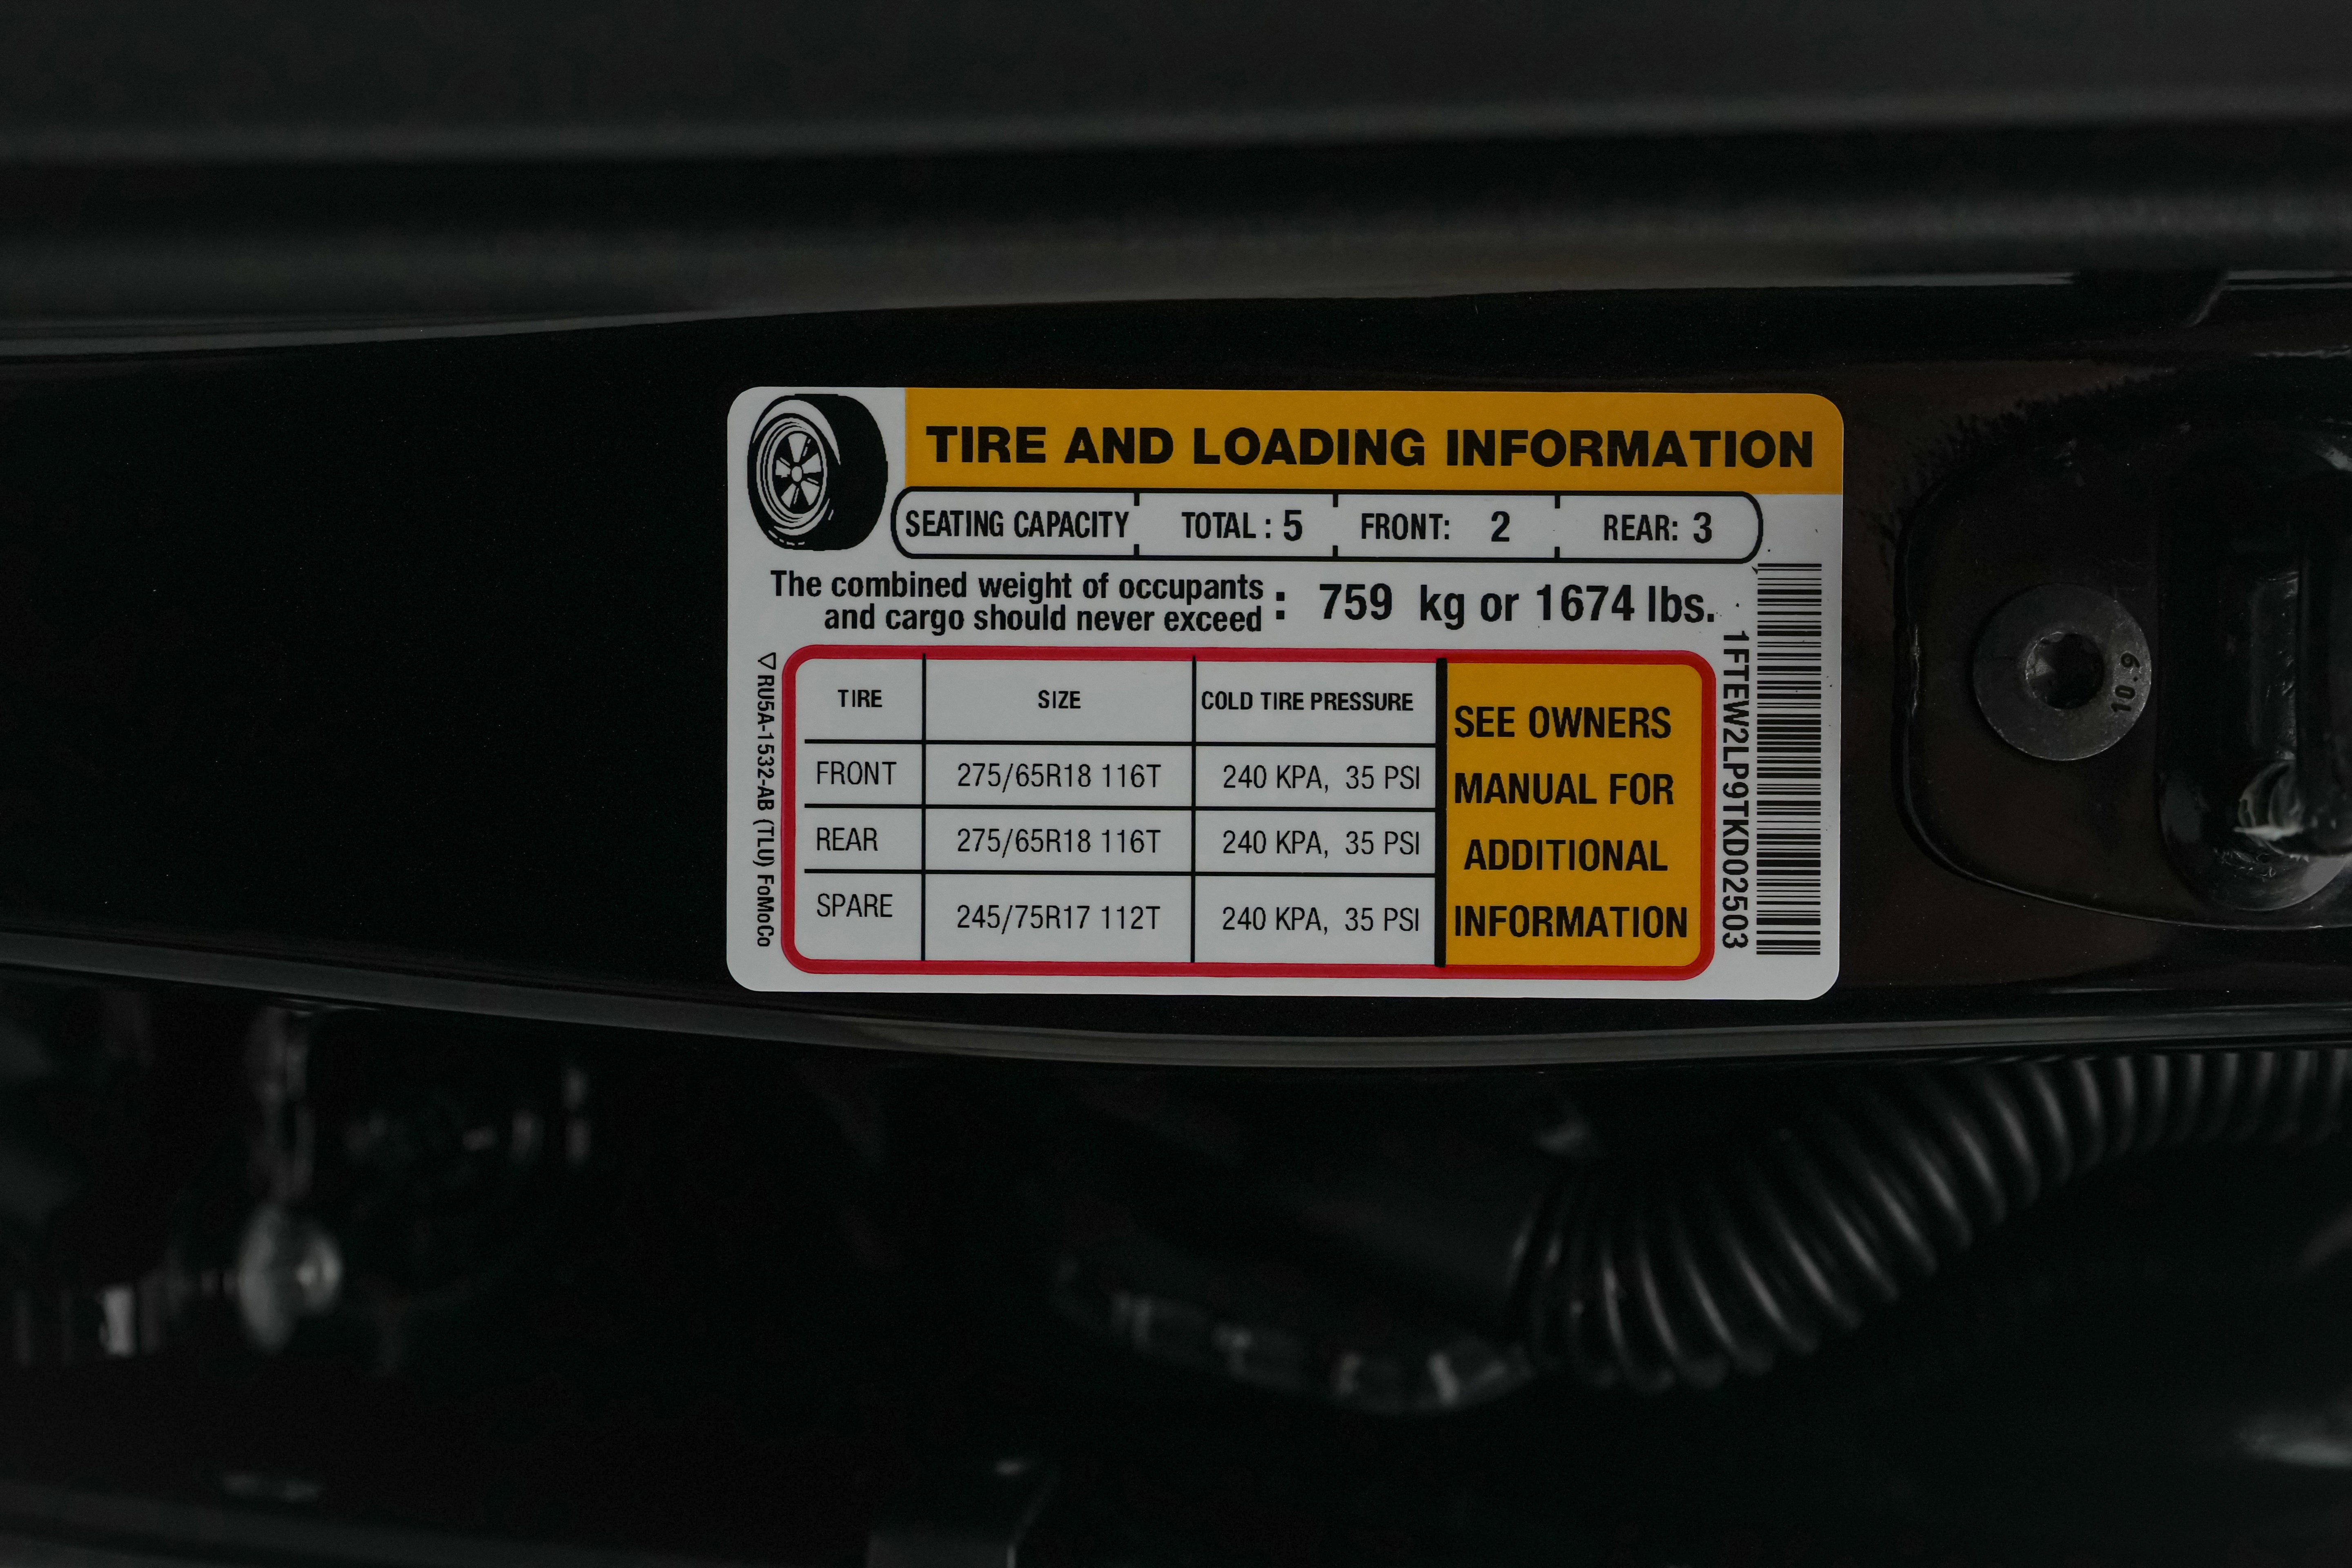 TIRE AND LOADING INFORMATION
SEATING CAPACITY TOTAL : 5 FRONT: 2 REAR: 3
The combined weight of occupants
and cargo should never exceed : 759 kg or 1674 lbs.
TIRE SIZE COLD TIRE PRESSURE
FRONT 275/65R18 116T 240 KPA, 35 PSI
REAR 275/65R18 116T 240 KPA, 35 PSI
SPARE 245/75R17 112T 240 KPA, 35 PSI
SEE OWNERS
MANUAL FOR
ADDITIONAL
INFORMATION
RU5A-1532-AB (TLU) FoMoCo
1FTEW2LP9TKD02503
10.9